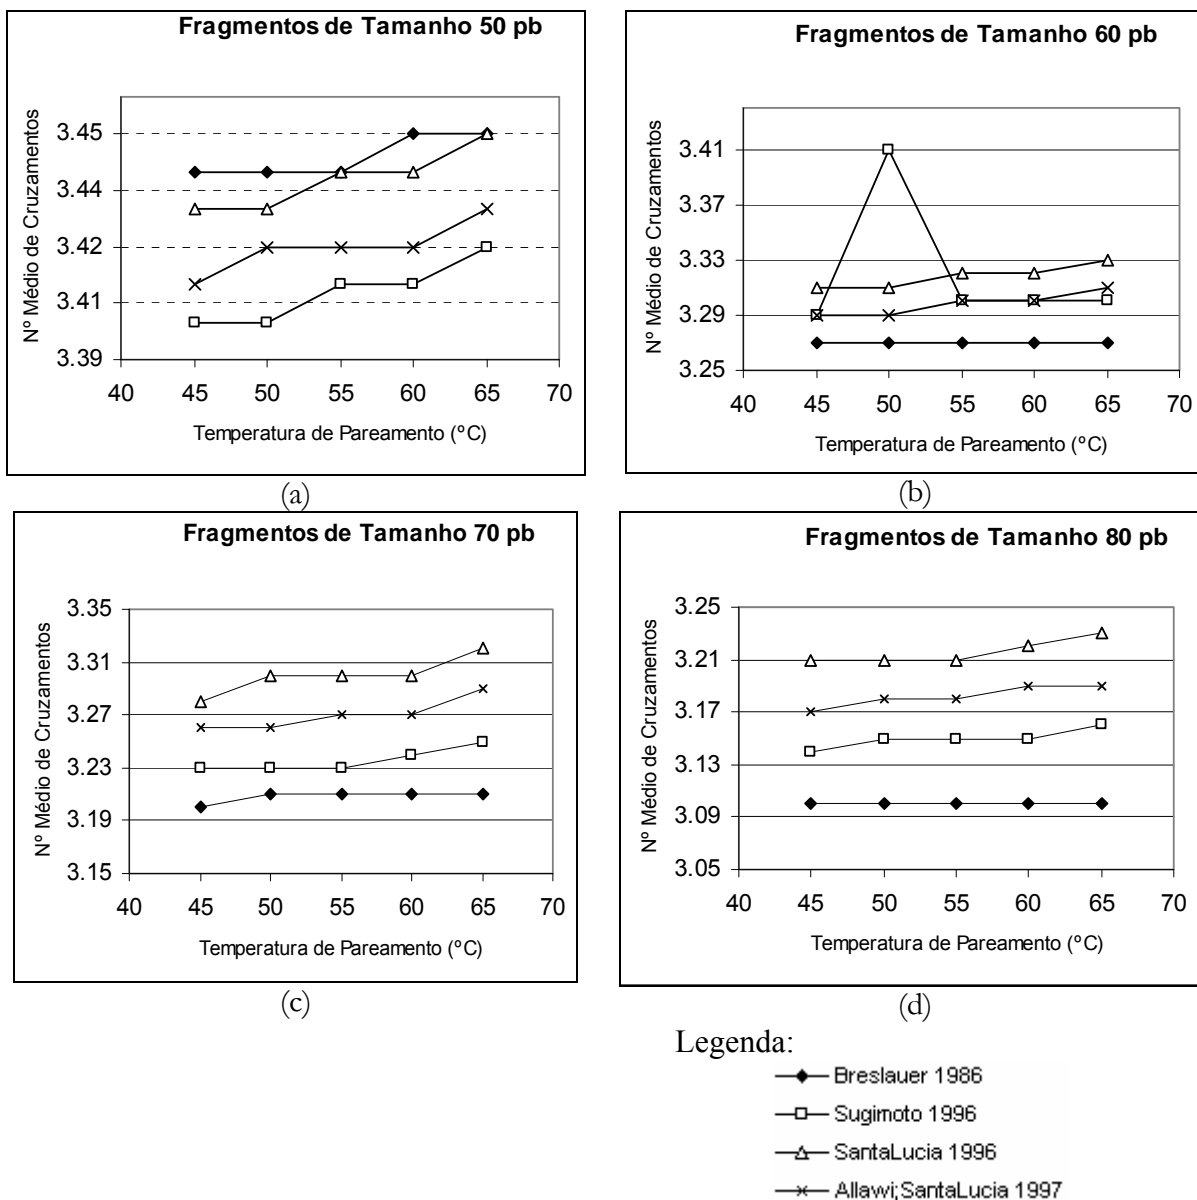 Fragmentos de Tamanho 50 pb
Nº Médio de Cruzamentos
3.45
3.44
3.42
3.41
3.39
40 45 50 55 60 65 70
Temperatura de Pareamento (°C)
(a)
Fragmentos de Tamanho 60 pb
Nº Médio de Cruzamentos
3.41
3.37
3.33
3.29
3.25
40 45 50 55 60 65 70
Temperatura de Pareamento (°C)
(b)
Fragmentos de Tamanho 70 pb
Nº Médio de Cruzamentos
3.35
3.31
3.27
3.23
3.19
3.15
40 45 50 55 60 65 70
Temperatura de Pareamento (°C)
(c)
Fragmentos de Tamanho 80 pb
Nº Médio de Cruzamentos
3.25
3.21
3.17
3.13
3.09
3.05
40 45 50 55 60 65 70
Temperatura de Pareamento (°C)
(d)
Legenda:
Breslauer 1986
Sugimoto 1996
SantaLucia 1996
Allawi;SantaLucia 1997